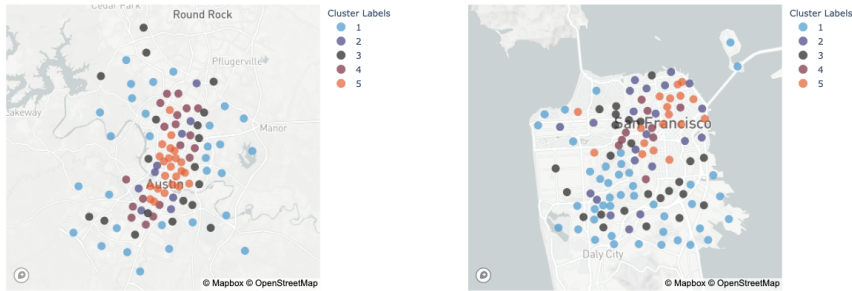 Cedar Park
Round Rock
Pflugerville
Lakeway
Manor
Austin
© Mapbox © OpenStreetMap
Cluster Labels
1
2
3
4
5
San Francisco
Daly City
© Mapbox © OpenStreetMap
Cluster Labels
1
2
3
4
5